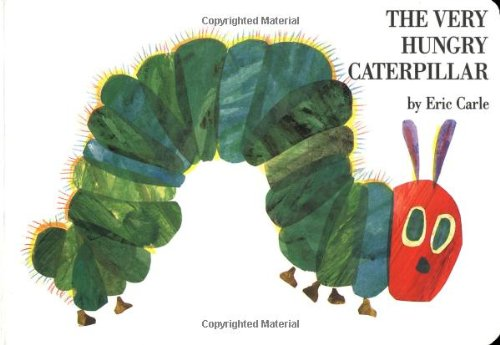 Copyrighted Material
THE VERY
HUNGRY
CATERPILLAR
by Eric Carle
Copyrighted Material